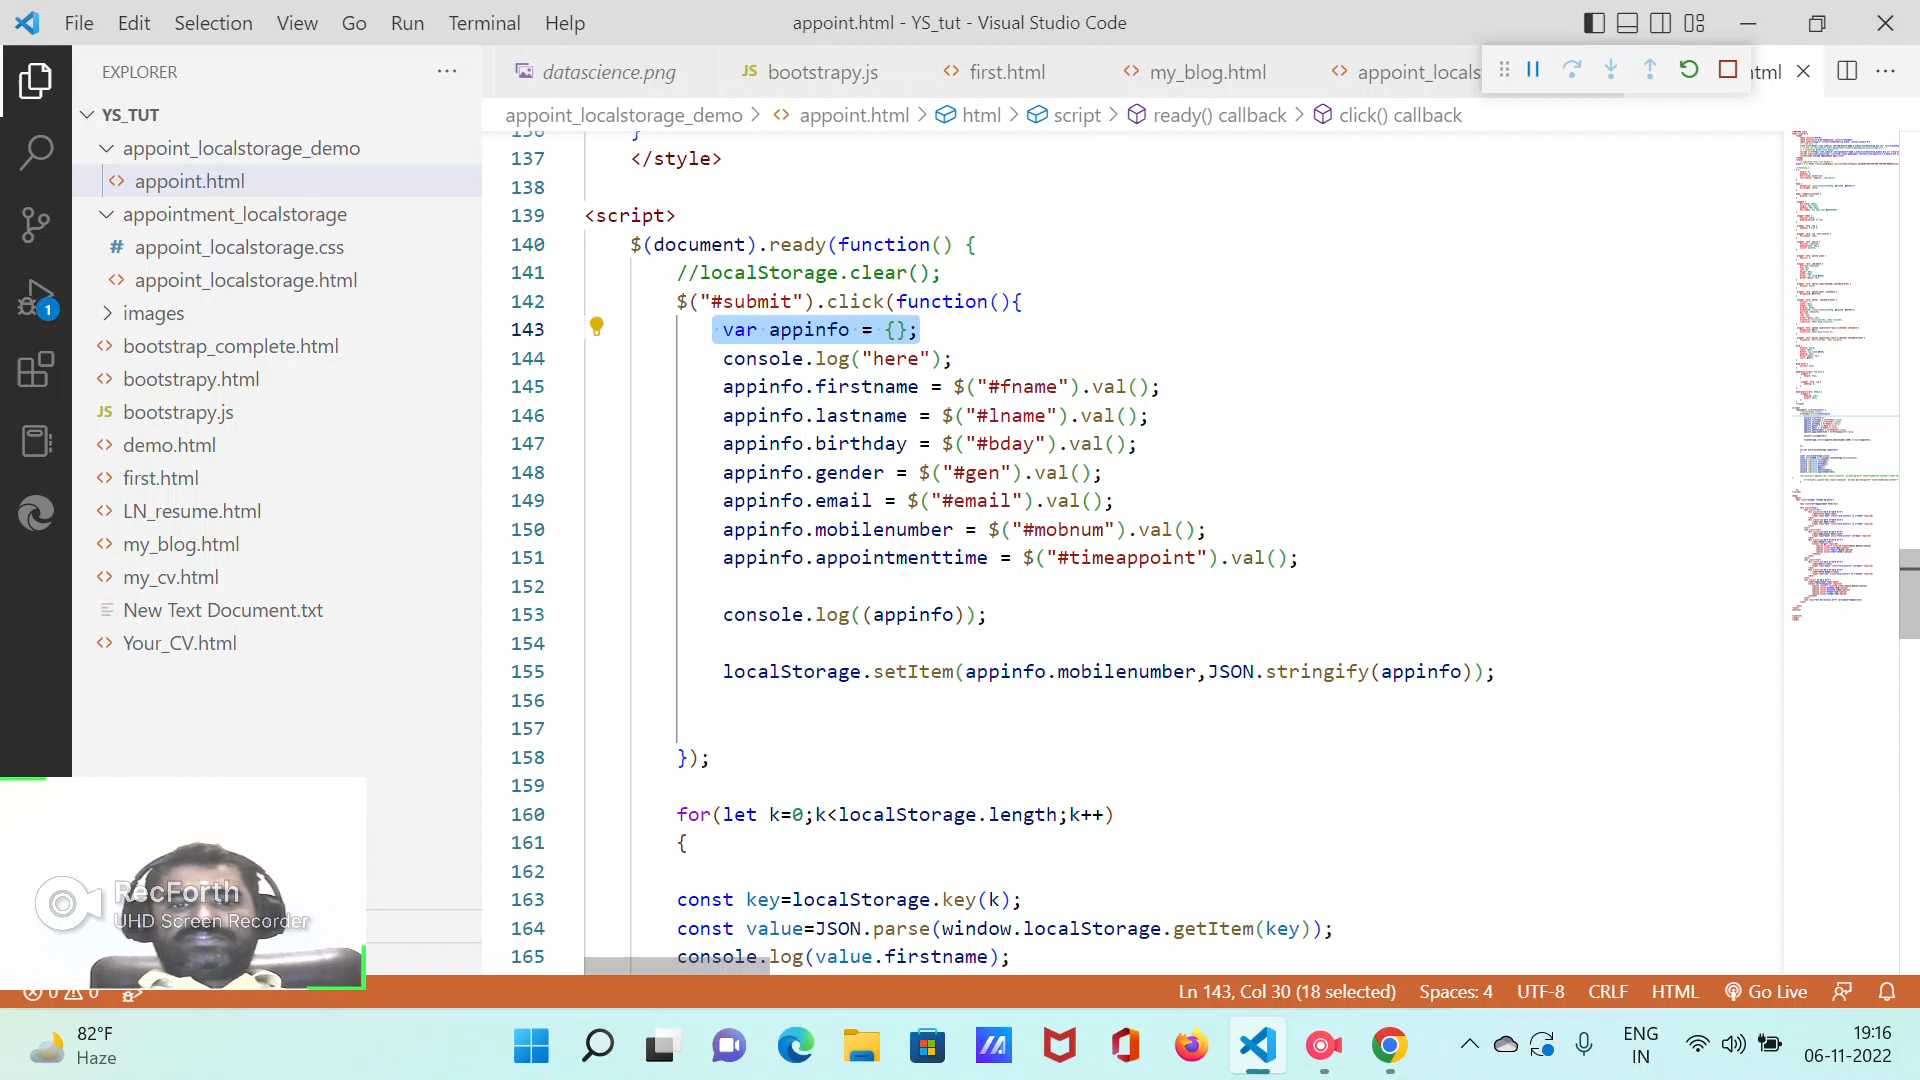 File Edit Selection View Go Run Terminal Help
appoint.html - YS_tut - Visual Studio Code
EXPLORER
YS_TUT
appoint_localstorage_demo
appoint.html
appointment_localstorage
# appoint_localstorage.css
appoint_localstorage.html
images
bootstrap_complete.html
bootstrapy.html
JS bootstrapy.js
demo.html
first.html
LN_resume.html
my_blog.html
my_cv.html
New Text Document.txt
Your_CV.html
1
datascience.png JS bootstrapy.js first.html my_blog.html appoint_locals html
appoint_localstorage_demo > appoint.html > html > script > ready() callback > click() callback
136 }
137 </style>
138
139 <script>
140 $(document).ready(function() {
141 //localStorage.clear();
142 $("#submit").click(function(){
143 var appinfo = {};
144 console.log("here");
145 appinfo.firstname = $("#fname").val();
146 appinfo.lastname = $("#lname").val();
147 appinfo.birthday = $("#bday").val();
148 appinfo.gender = $("#gen").val();
149 appinfo.email = $("#email").val();
150 appinfo.mobilenumber = $("#mobnum").val();
151 appinfo.appointmenttime = $("#timeappoint").val();
152
153 console.log((appinfo));
154
155 localStorage.setItem(appinfo.mobilenumber,JSON.stringify(appinfo));
156
157
158 });
159
160 for(let k=0;k<localStorage.length;k++)
161 {
162
163 const key=localStorage.key(k);
164 const value=JSON.parse(window.localStorage.getItem(key));
165 console.log(value.firstname);
RecForth
UHD Screen Recorder
0 0
Ln 143, Col 30 (18 selected) Spaces: 4 UTF-8 CRLF HTML Go Live
82°F
Haze
ENG
IN
19:16
06-11-2022